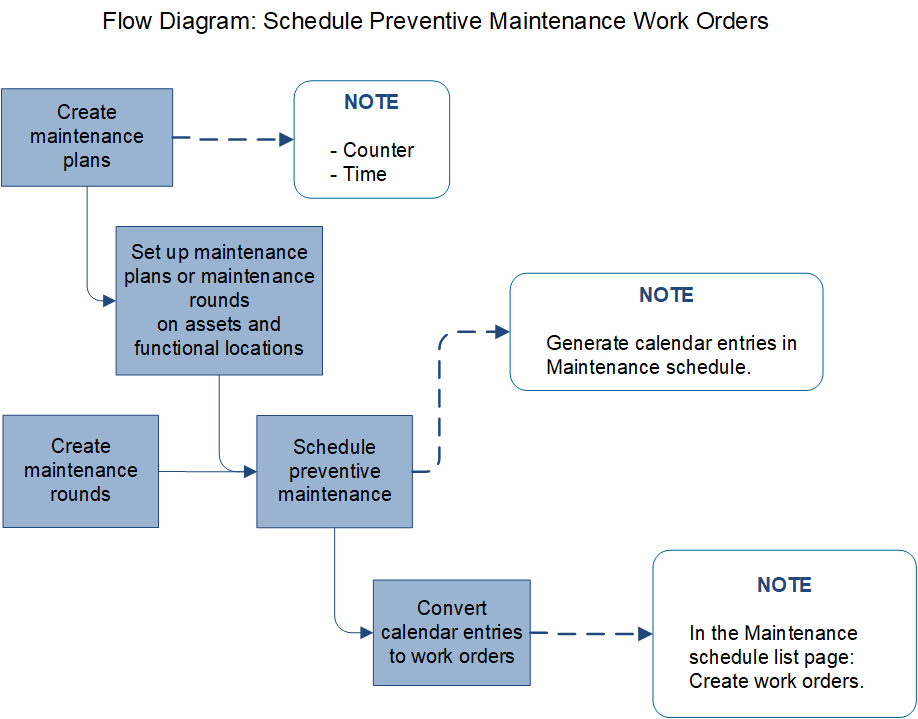 Flow Diagram: Schedule Preventive Maintenance Work Orders
Create
maintenance
plans
NOTE
- Counter
- Time
Set up maintenance
plans or maintenance
rounds
on assets and
functional locations
NOTE
Generate calendar entries in
Maintenance schedule.
Create
maintenance
rounds
Schedule
preventive
maintenance
Convert
calendar entries
to work orders
NOTE
In the Maintenance
schedule list page:
Create work orders.